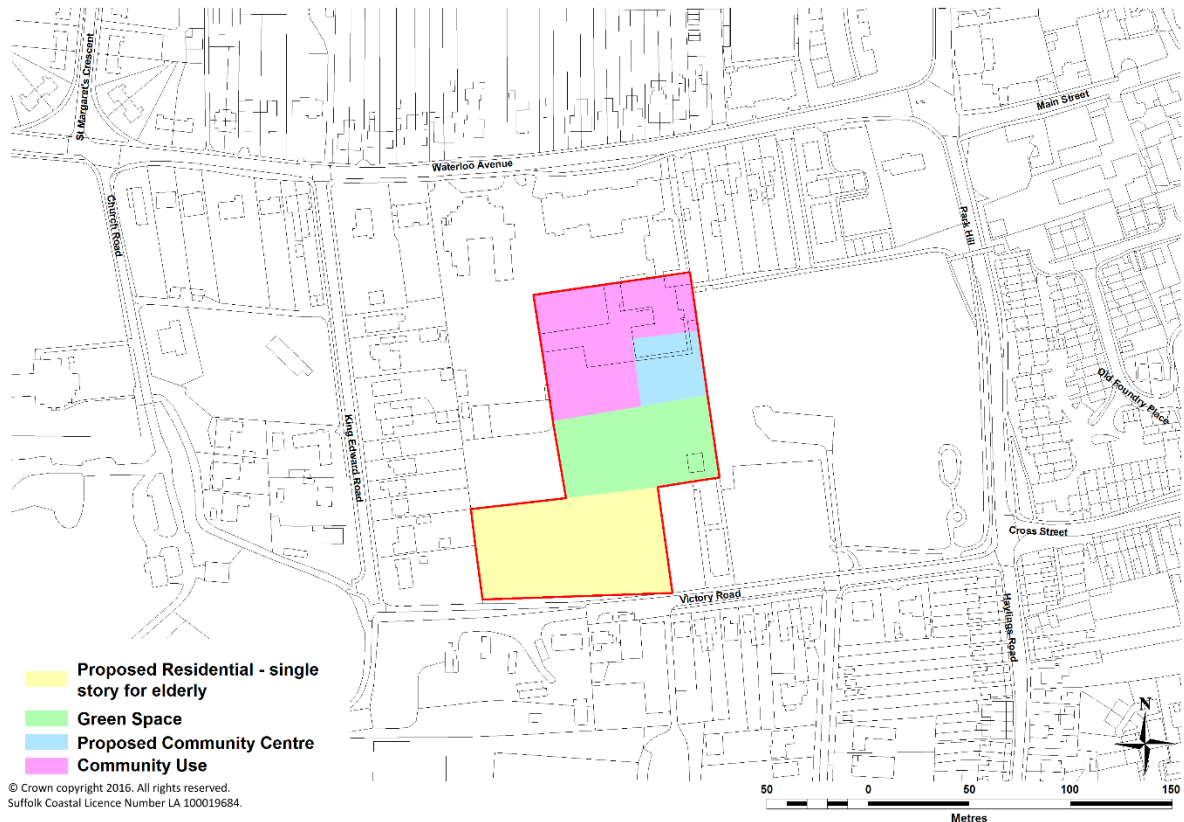 St Margaret's Crescent
Main Street
Waterloo Avenue
Church Road
Park Hill
Old Foundry Place
King Edward Road
Cross Street
Victory Road
Haylings Road
Proposed Residential - single
story for elderly
Green Space
Proposed Community Centre
Community Use
© Crown copyright 2016. All rights reserved.
Suffolk Coastal Licence Number LA 100019684.
N
50 0 50 100 150
Metres